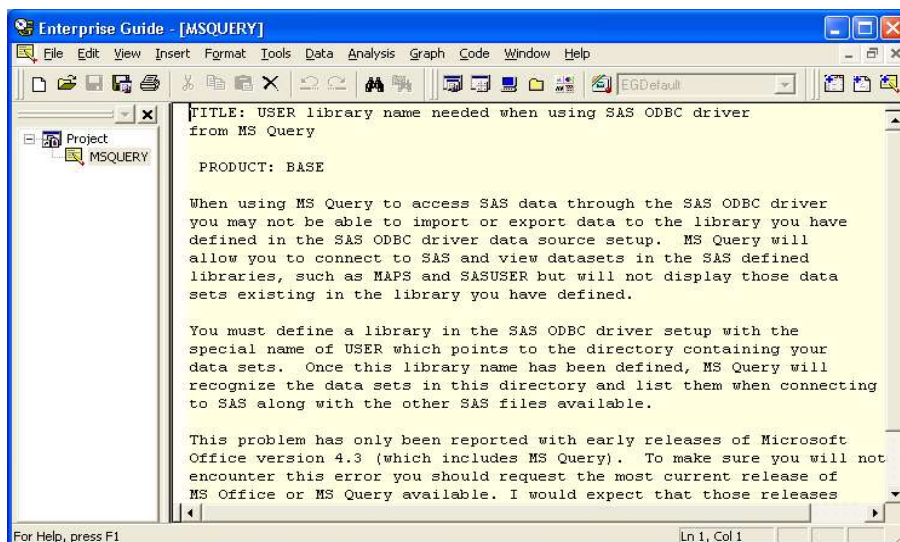 Enterprise Guide - [MSQUERY]
File Edit View Insert Format Tools Data Analysis Graph Code Window Help
EGDefault
Project
MSQUERY
TITLE: USER library name needed when using SAS ODBC driver
from MS Query
PRODUCT: BASE
When using MS Query to access SAS data through the SAS ODBC driver
you may not be able to import or export data to the library you have
defined in the SAS ODBC driver data source setup. MS Query will
allow you to connect to SAS and view datasets in the SAS defined
libraries, such as MAPS and SASUSER but will not display those data
sets existing in the library you have defined.
You must define a library in the SAS ODBC driver setup with the
special name of USER which points to the directory containing your
data sets. Once this library name has been defined, MS Query will
recognize the data sets in this directory and list them when connecting
to SAS along with the other SAS files available.
This problem has only been reported with early releases of Microsoft
Office version 4.3 (which includes MS Query). To make sure you will not
encounter this error you should request the most current release of
MS Office or MS Query available. I would expect that those releases
For Help, press F1
Ln 1, Col 1